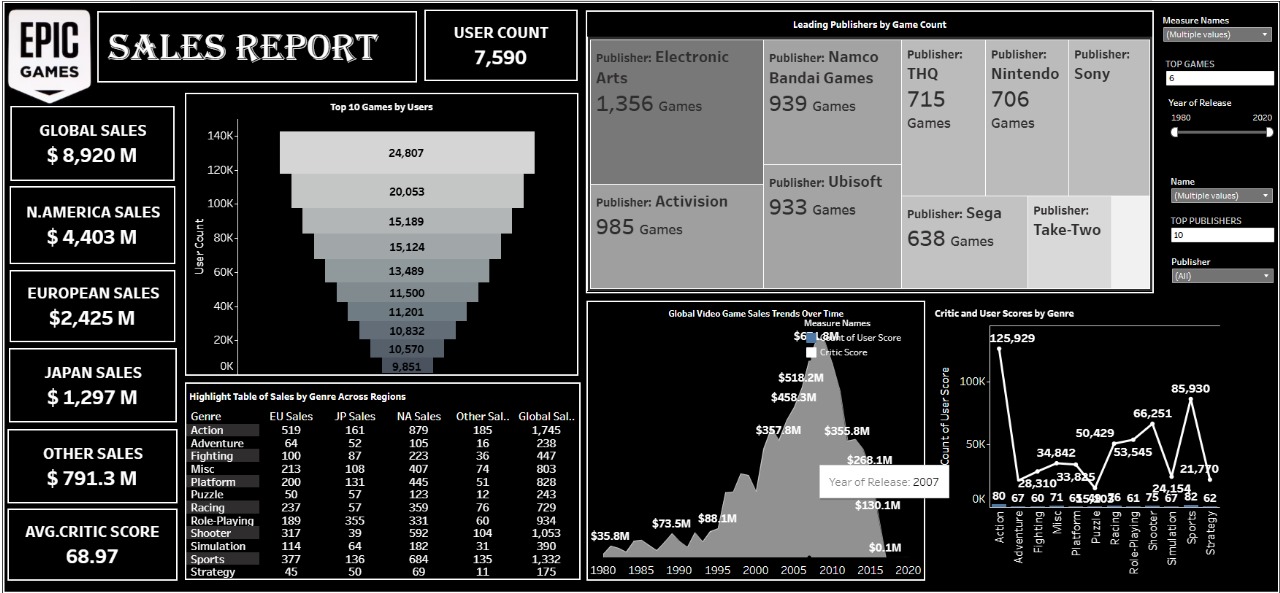 EPIC
GAMES
SALES REPORT
USER COUNT
7,590
GLOBAL SALES
$ 8,920 M
N.AMERICA SALES
$ 4,403 M
EUROPEAN SALES
$2,425 M
JAPAN SALES
$ 1,297 M
OTHER SALES
$ 791.3 M
AVG.CRITIC SCORE
68.97
Top 10 Games by Users
User Count
140K
120K
100K
80K
60K
40K
20K
0K
24,807
20,053
15,189
15,124
13,489
11,500
11,201
10,832
10,570
9,851
Highlight Table of Sales by Genre Across Regions
Genre EU Sales JP Sales NA Sales Other Sal.. Global Sal..
Action 519 161 879 185 1,745
Adventure 64 52 105 16 238
Fighting 100 87 223 36 447
Misc 213 108 407 74 803
Platform 200 131 445 51 828
Puzzle 50 57 123 12 243
Racing 237 57 359 76 729
Role-Playing 189 355 331 60 934
Shooter 317 39 592 104 1,053
Simulation 114 64 182 31 390
Sports 377 136 684 135 1,332
Strategy 45 50 69 11 175
Leading Publishers by Game Count
Publisher: Electronic
Arts
1,356 Games
Publisher: Activision
985 Games
Publisher: Namco
Bandai Games
939 Games
Publisher: Ubisoft
933 Games
Publisher:
THQ
715
Games
Publisher:
Nintendo
706
Games
Publisher:
Sony
Publisher: Sega
638 Games
Publisher:
Take-Two
Global Video Game Sales Trends Over Time
Measure Names
Count of User Score
Critic Score
$518.2M
$458.3M
$357.8M
$355.8M
$268.1M
$130.1M
$88.1M
$73.5M
$35.8M
$0.1M
Year of Release: 2007
1980 1985 1990 1995 2000 2005 2010 2015 2020
Critic and User Scores by Genre
Count of User Score
100K
50K
0K
125,929
85,930
66,251
50,429
53,545
34,842
33,825
28,310
24,154
21,770
80 67 60 71 61 75 67 82 62
Action
Adventure
Fighting
Misc
Platform
Puzzle
Racing
Role-Playing
Shooter
Simulation
Sports
Strategy
Measure Names
(Multiple values)
TOP GAMES
6
Year of Release
1980 2020
Name
(Multiple values)
TOP PUBLISHERS
10
Publisher
(All)